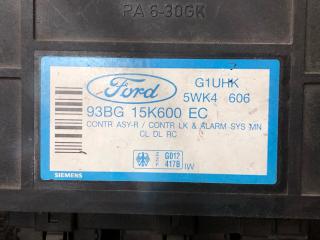 PA 6-30GK
Ford
G1UHK
5WK4 606
93BG 15K600 EC
CONTR ASY-R / CONTR LK & ALARM SYS MN
CL DL RC
G012
417B IW
SIEMENS